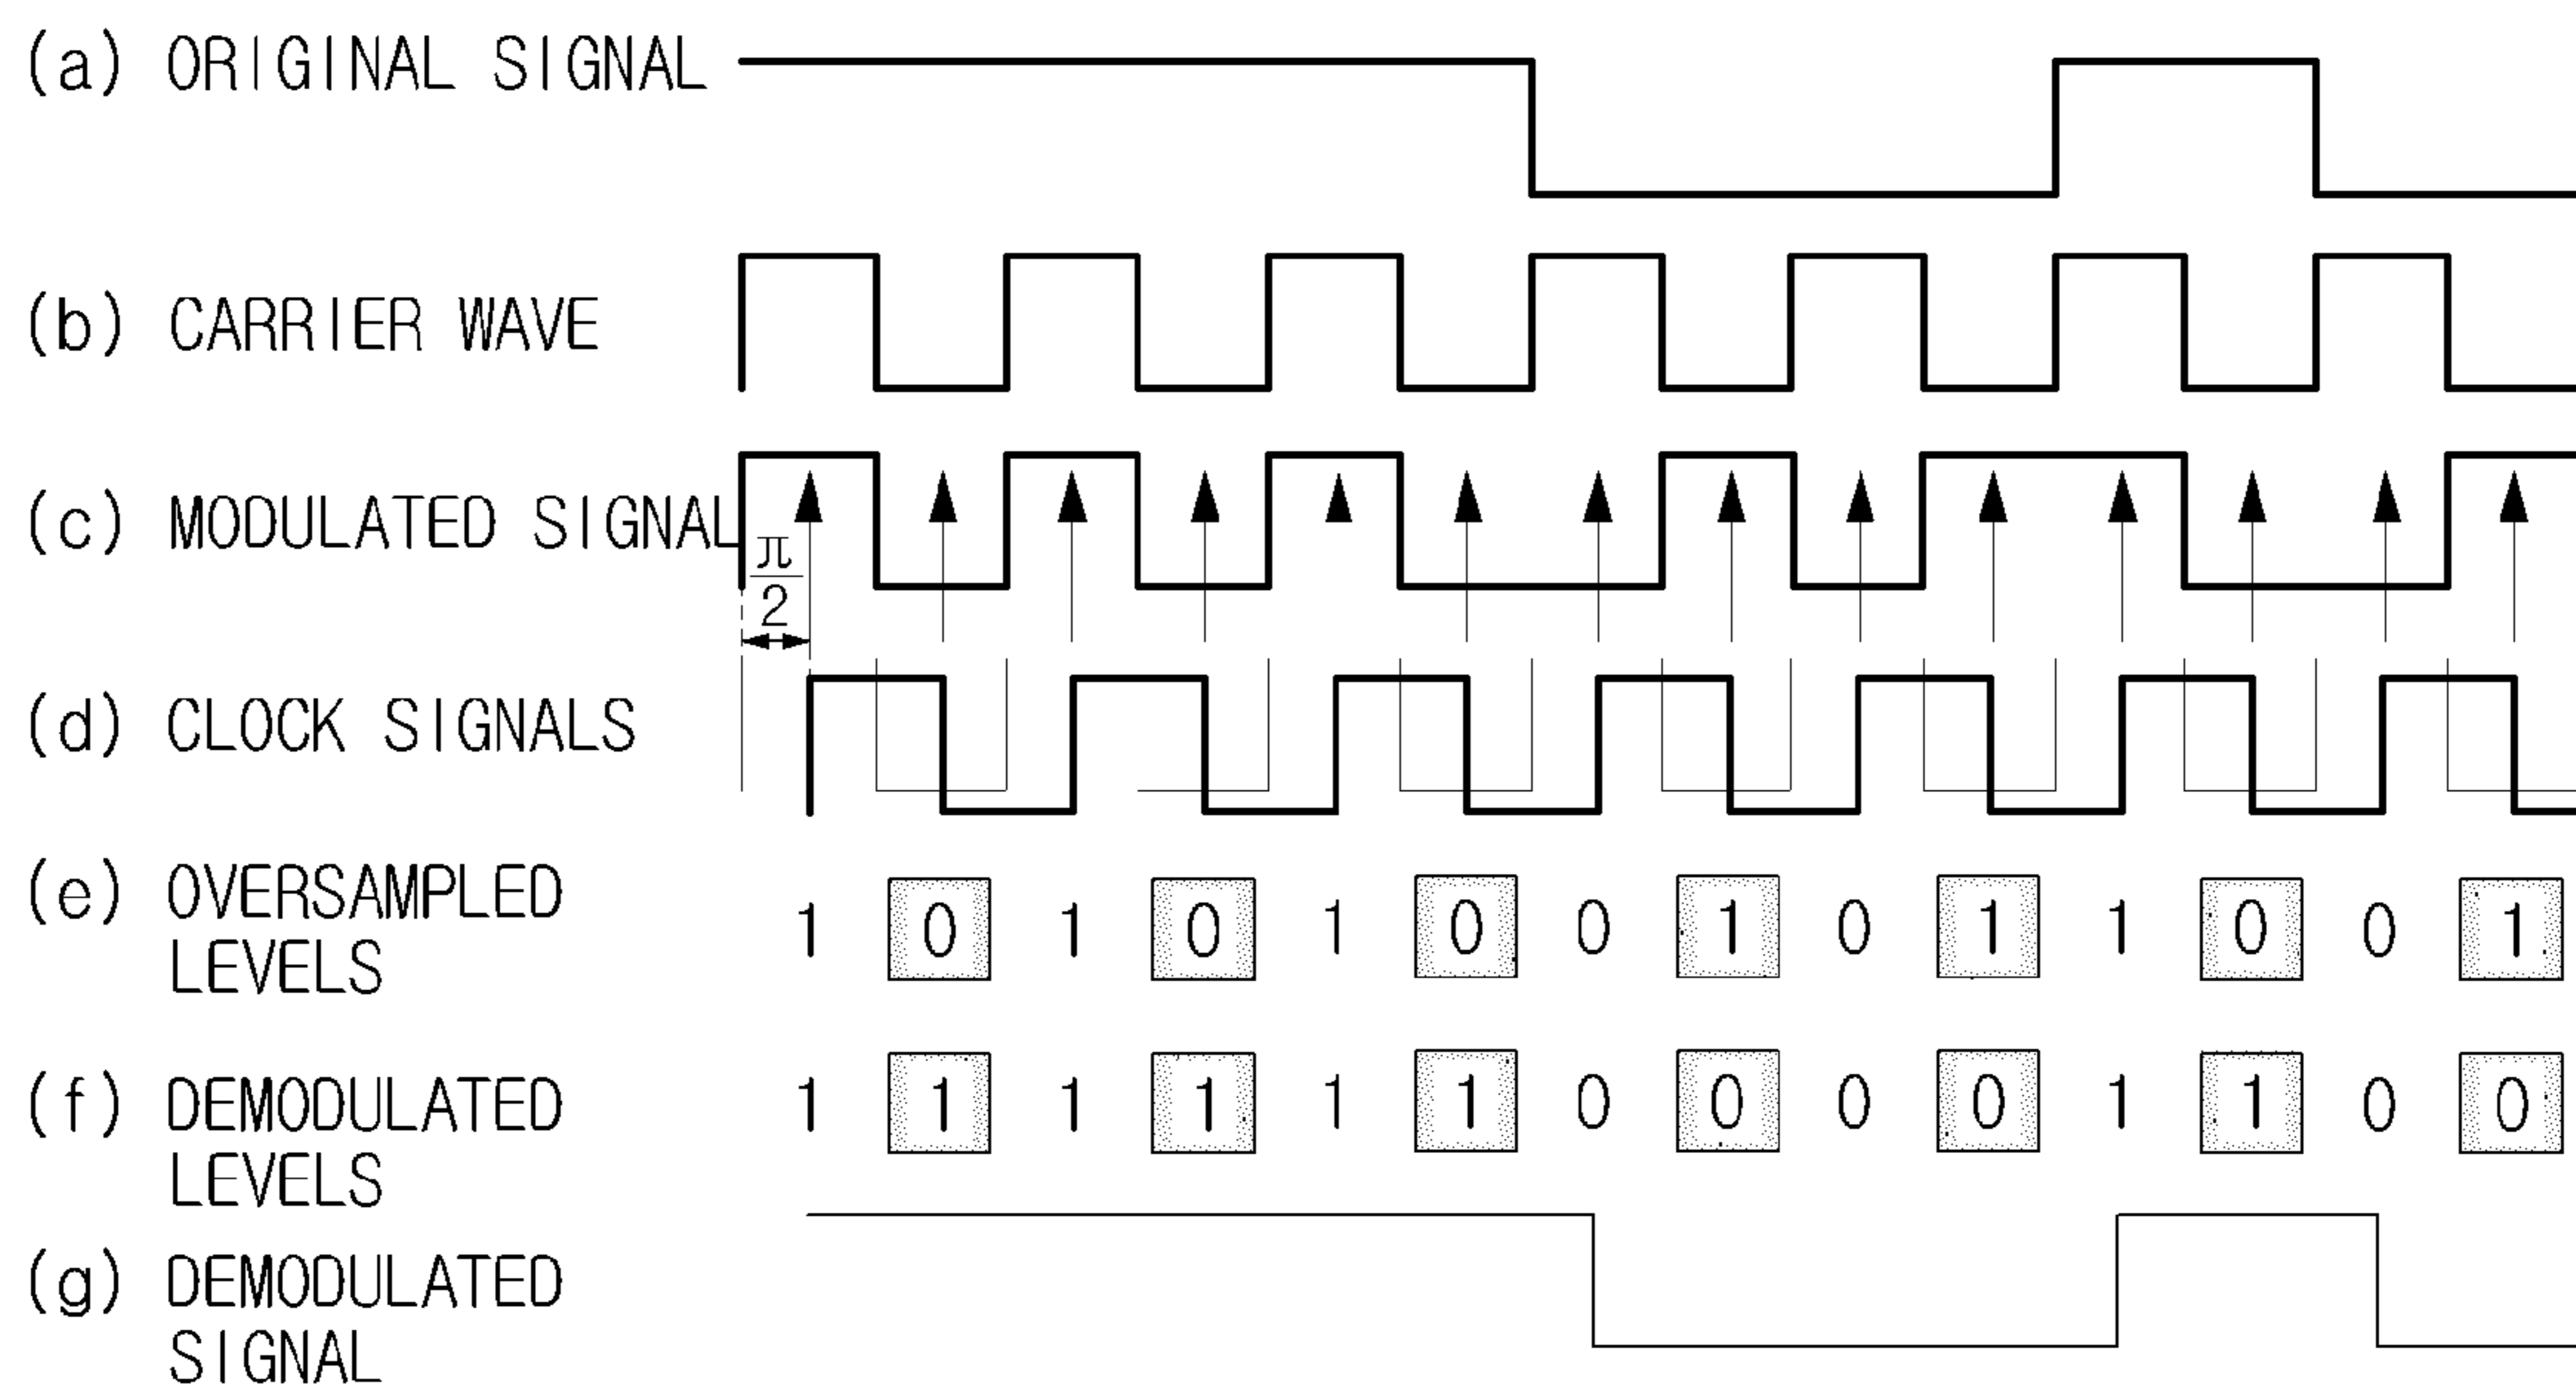 (a) ORIGINAL SIGNAL
(b) CARRIER WAVE
(c) MODULATED SIGNAL
π
2
(d) CLOCK SIGNALS
(e) OVERSAMPLED 1 0 1 0 1 0 0 1 0 1 1 0 0 1
LEVELS
(f) DEMODULATED 1 1 1 1 1 1 0 0 0 0 1 1 0 0
LEVELS
(g) DEMODULATED
SIGNAL